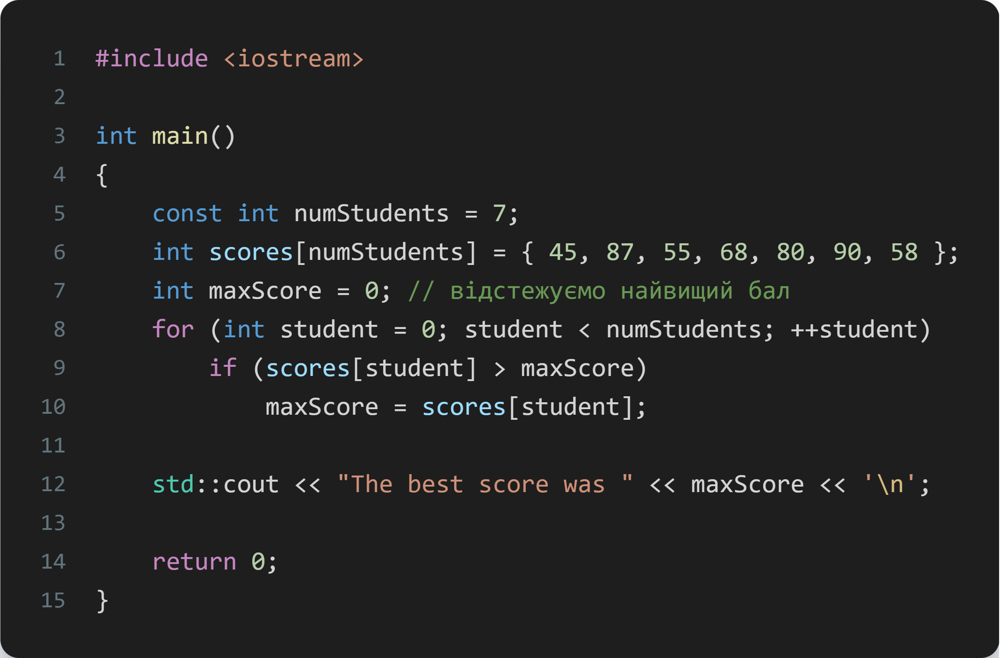 1 #include <iostream>
2
3 int main()
4 {
5     const int numStudents = 7;
6     int scores[numStudents] = { 45, 87, 55, 68, 80, 90, 58 };
7     int maxScore = 0; // відстежуємо найвищий бал
8     for (int student = 0; student < numStudents; ++student)
9         if (scores[student] > maxScore)
10             maxScore = scores[student];
11
12     std::cout << "The best score was " << maxScore << '\n';
13
14     return 0;
15 }